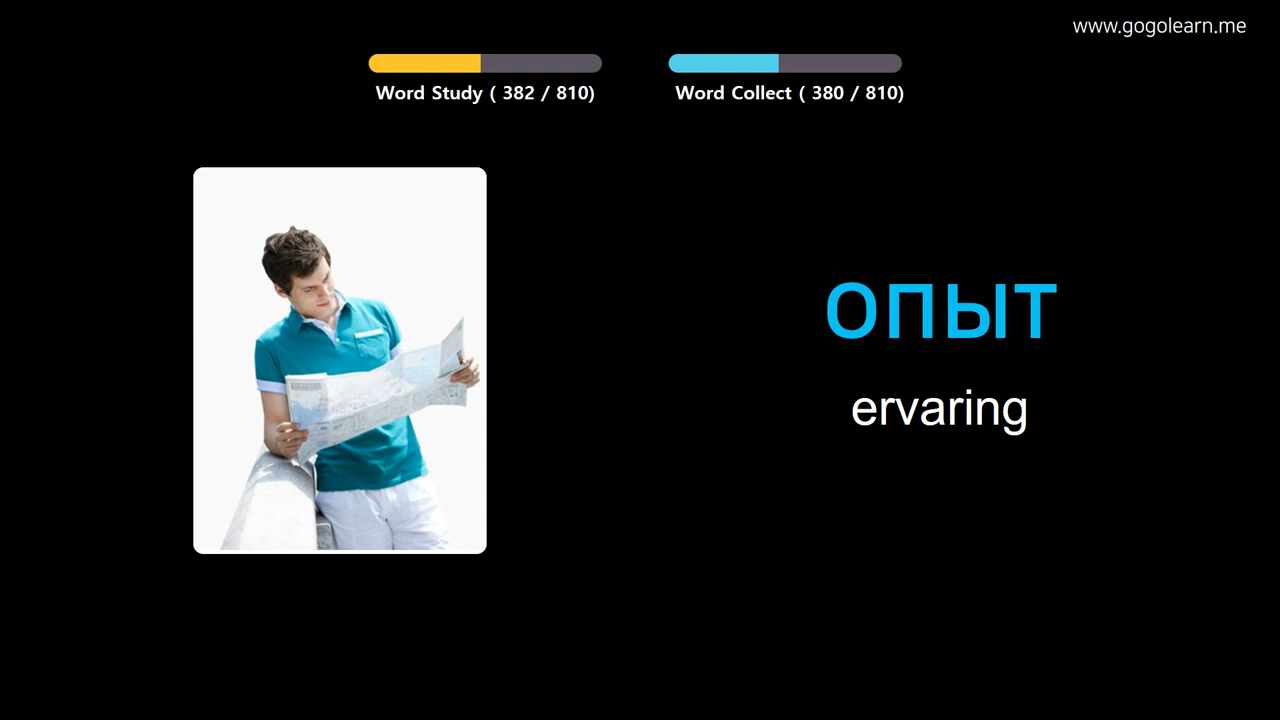 www.gogolearn.me
Word Study ( 382 / 810)
Word Collect ( 380 / 810)
опыт
ervaring